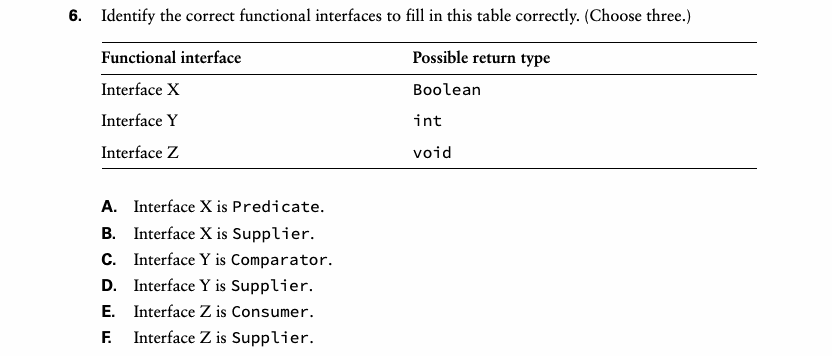 6. Identify the correct functional interfaces to fill in this table correctly. (Choose three.)
Functional interface Possible return type
Interface X Boolean
Interface Y int
Interface Z void
A. Interface X is Predicate.
B. Interface X is Supplier.
C. Interface Y is Comparator.
D. Interface Y is Supplier.
E. Interface Z is Consumer.
F. Interface Z is Supplier.